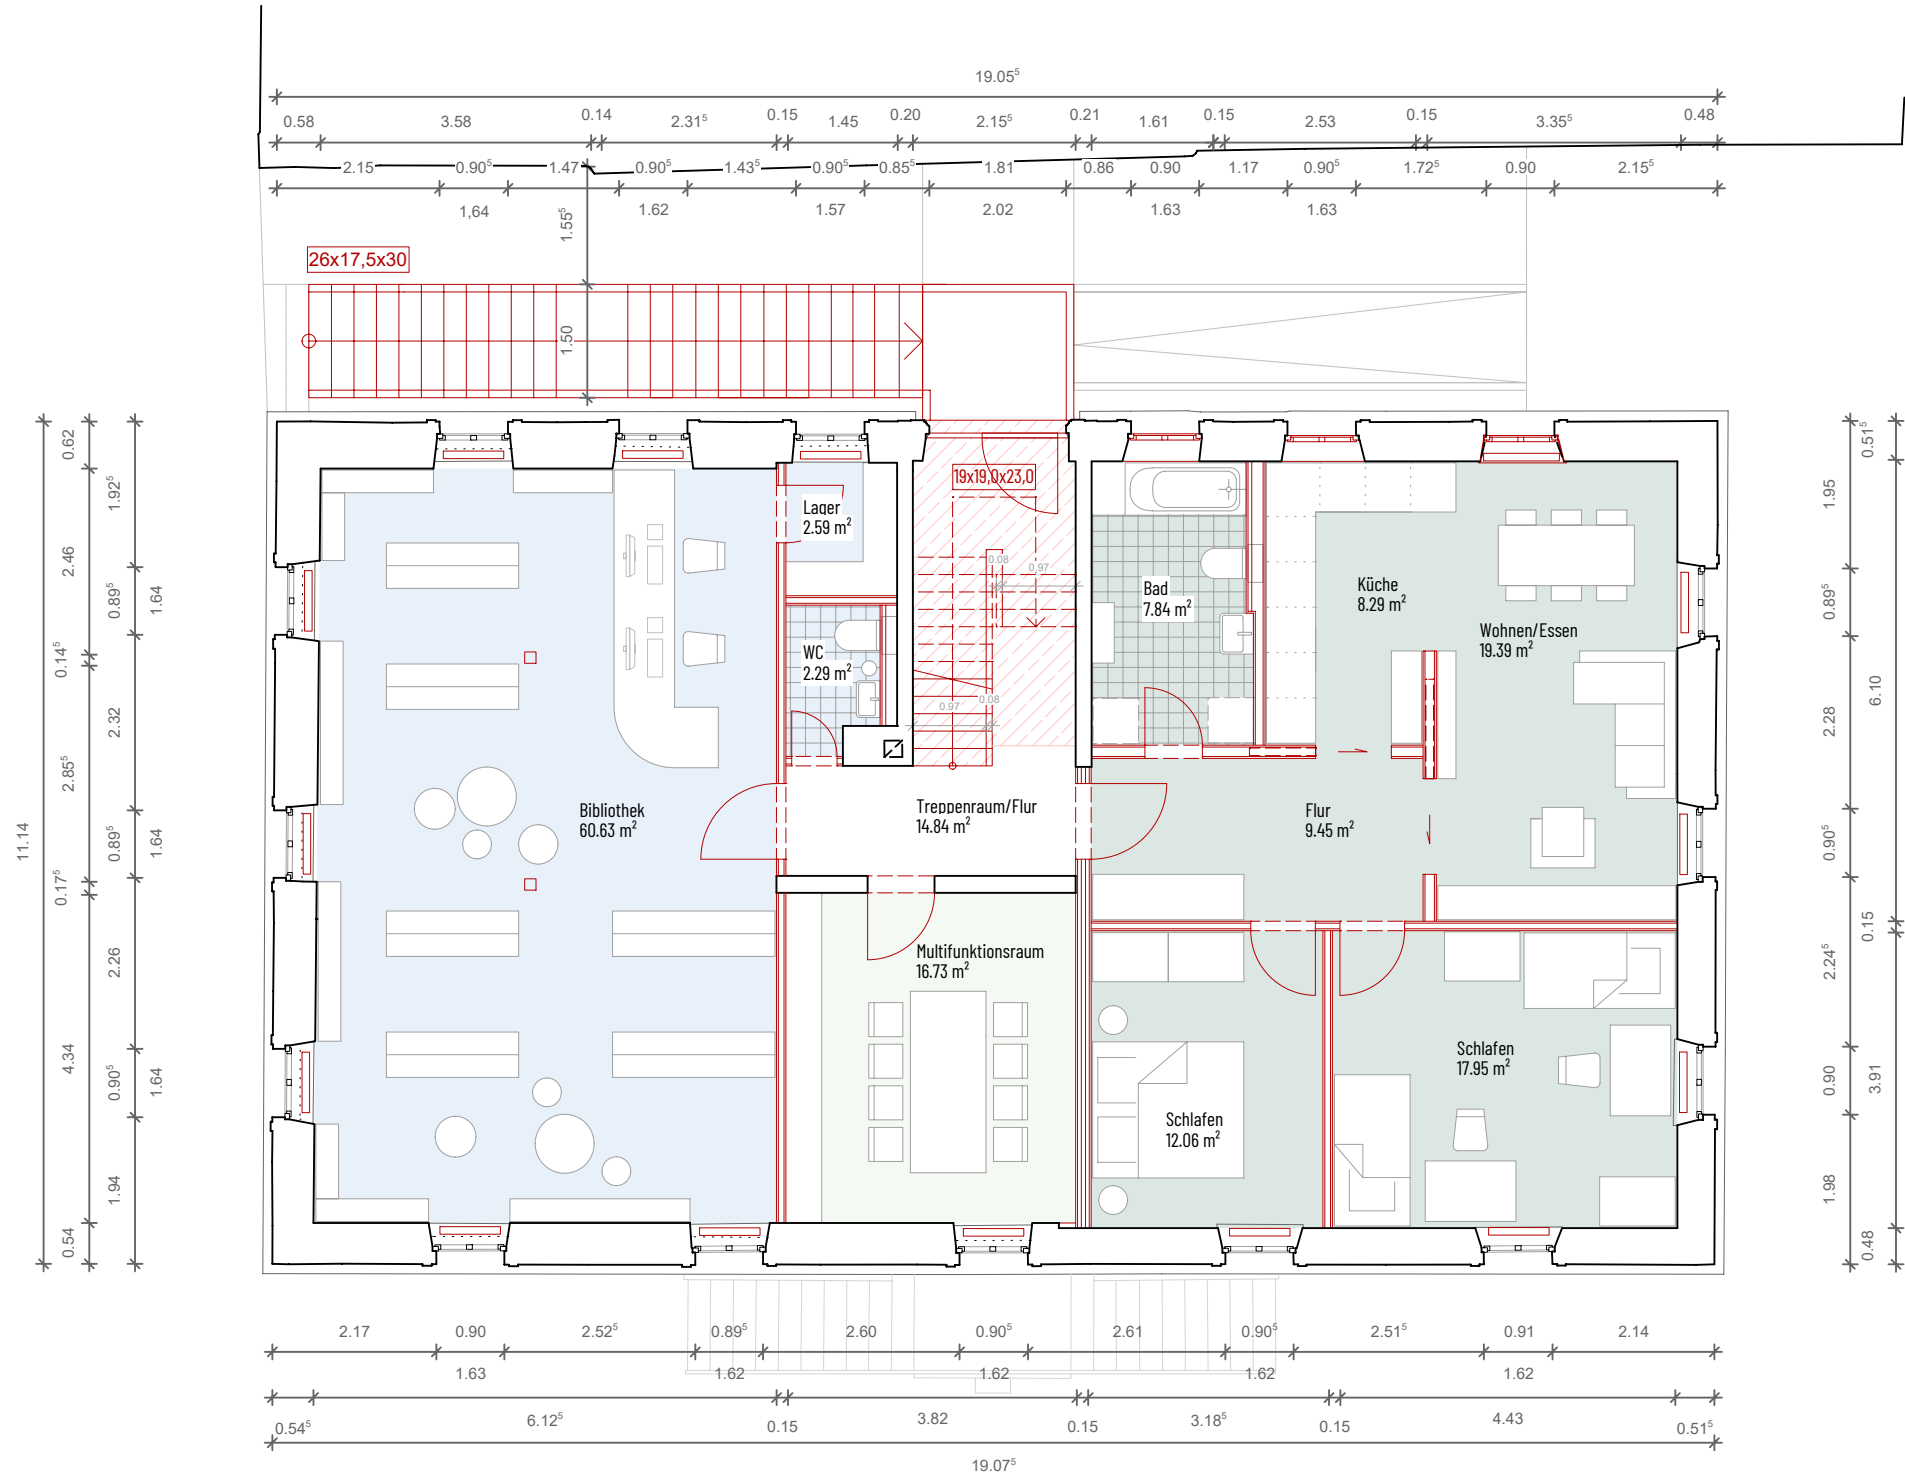 19.05⁵
0.58 3.58 0.14 2.31⁵ 0.15 1.45 0.20 2.15⁵ 0.21 1.61 0.15 2.53 0.15 3.35⁵ 0.48
2.15 0.90⁵ 1.47 0.90⁵ 1.43⁵ 0.90⁵ 0.85⁵ 1.81 0.86 0.90 1.17 0.90⁵ 1.72⁵ 0.90 2.15⁵
1,64 1.62 1.57 2.02 1.63 1.63
1.55⁵
26x17,5x30
1.50
11.14
0.62
2.46
0.14⁵
2.85⁵
0.17⁵
4.34
0.54
1.92⁵
0.89⁵
2.32
0.89⁵
2.26
0.90⁵
1.94
1.64
1.64
1.64
19x19,0x23,0
Lager
2.59 m²
0.08
0.97
WC
2.29 m²
0.97
0.08
Bad
7.84 m²
Küche
8.29 m²
Wohnen/Essen
19.39 m²
Bibliothek
60.63 m²
Treppenraum/Flur
14.84 m²
Flur
9.45 m²
Multifunktionsraum
16.73 m²
Schlafen
12.06 m²
Schlafen
17.95 m²
1.95
0.89⁵
2.28
0.90⁵
2.24⁵
0.90
1.98
0.51⁵
6.10
0.15
3.91
0.48
2.17 0.90 2.52⁵ 0.89⁵ 2.60 0.90⁵ 2.61 0.90⁵ 2.51⁵ 0.91 2.14
1.63 1.62 1.62 1.62 1.62
0.54⁵ 6.12⁵ 0.15 3.82 0.15 3.18⁵ 0.15 4.43 0.51⁵
19.07⁵